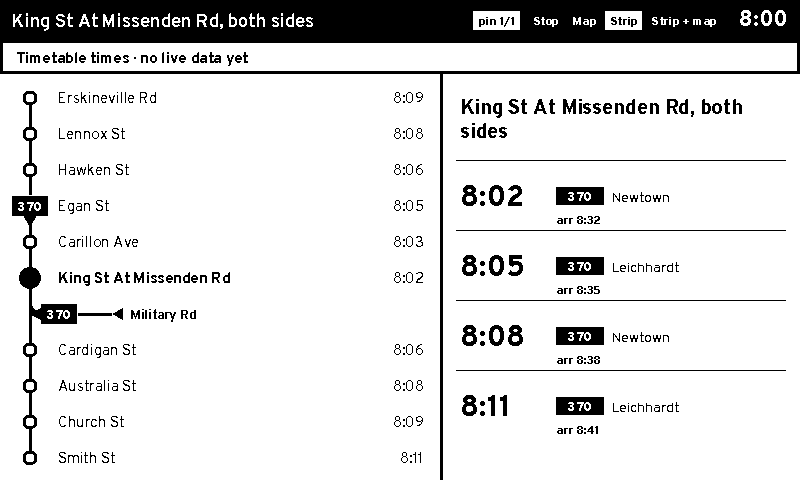 King St At Missenden Rd, both sides
pin 1/1 Stop Map Strip Strip + map 8:00
Timetable times · no live data yet
Erskineville Rd 8:09
Lennox St 8:08
Hawken St 8:06
370 Egan St 8:05
Carillon Ave 8:03
King St At Missenden Rd 8:02
370 Military Rd
Cardigan St 8:06
Australia St 8:08
Church St 8:09
Smith St 8:11
King St At Missenden Rd, both
sides
8:02 370 Newtown
arr 8:32
8:05 370 Leichhardt
arr 8:35
8:08 370 Newtown
arr 8:38
8:11 370 Leichhardt
arr 8:41